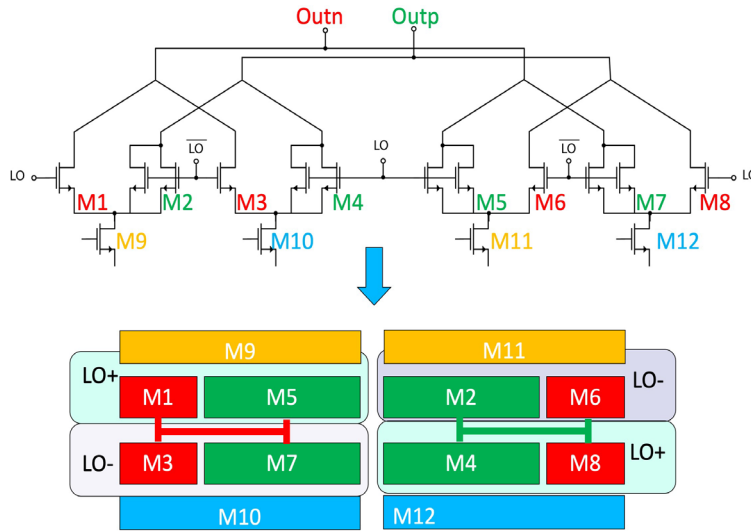 Outn Outp
LO LO LO LO LO
M1 M2 M3 M4 M5 M6 M7 M8
M9 M10 M11 M12
M9 M11
LO+ M1 M5 M2 M6 LO-
LO- M3 M7 M4 M8 LO+
M10 M12